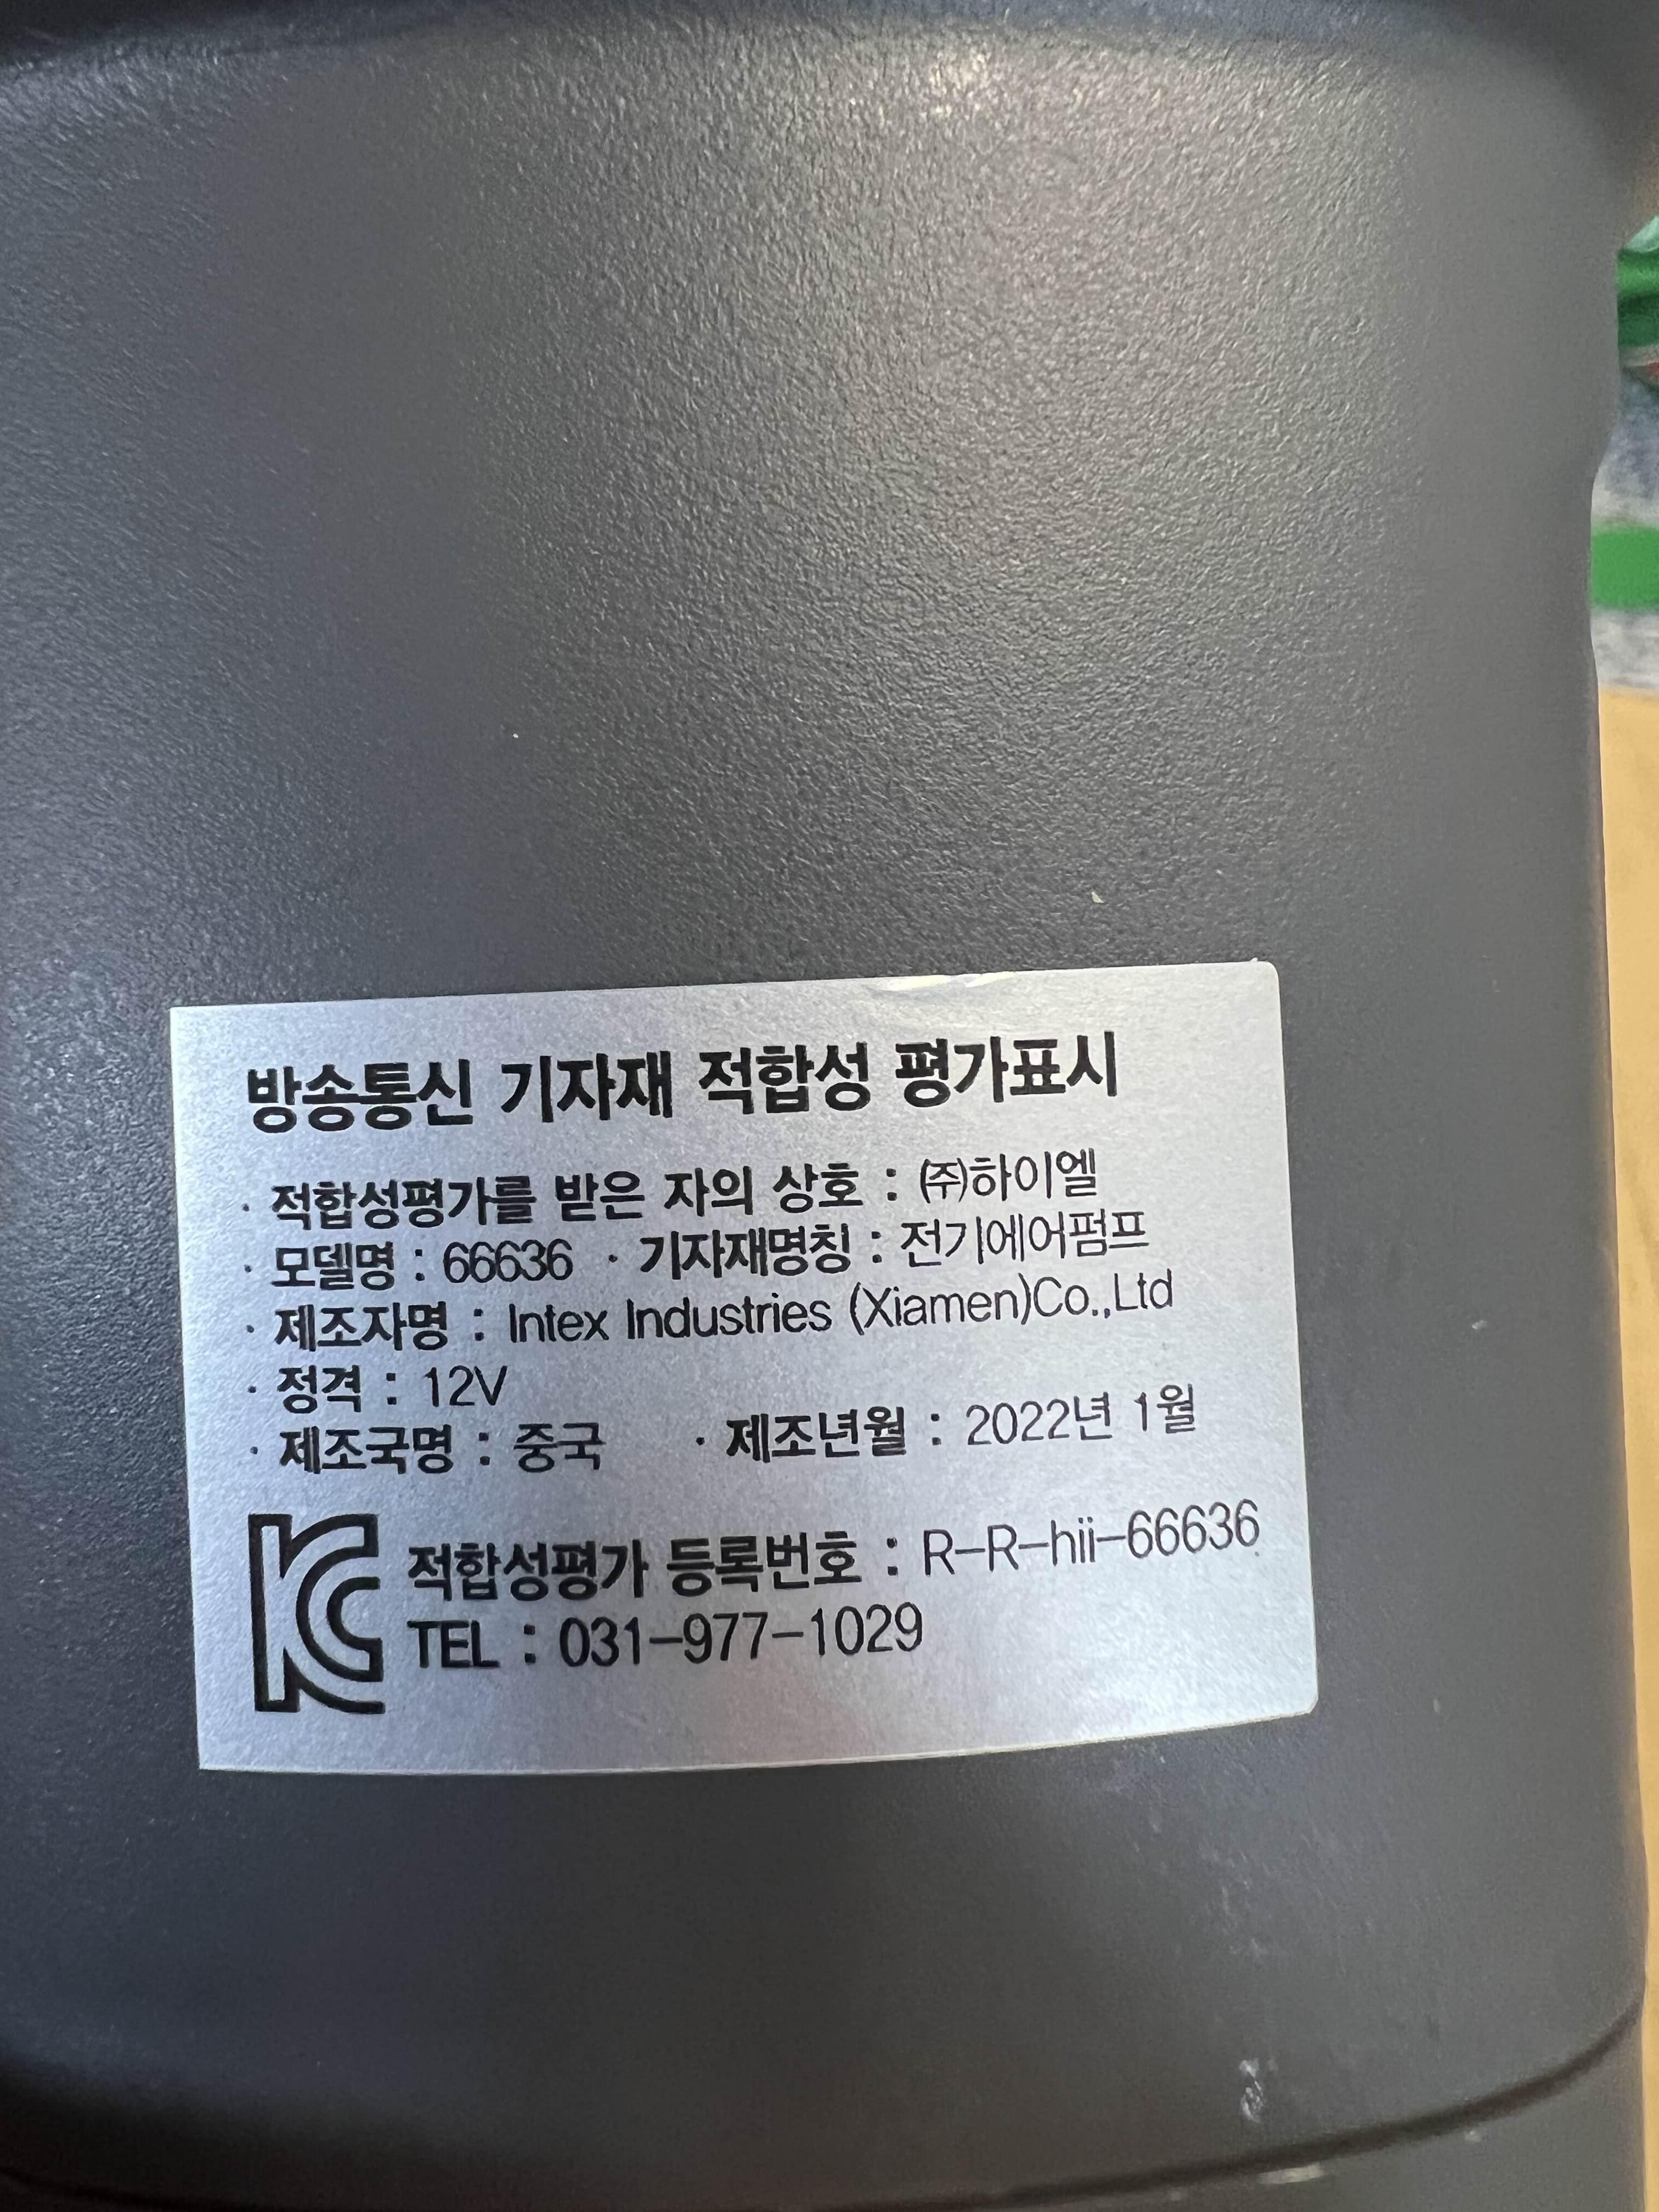 방송통신 기자재 적합성 평가표시
· 적합성평가를 받은 자의 상호 : ㈜하이엘
· 모델명 : 66636 · 기자재명칭 : 전기에어펌프
· 제조자명 : Intex Industries (Xiamen)Co.,Ltd
· 정격 : 12V
· 제조국명 : 중국 · 제조년월 : 2022년 1월
적합성평가 등록번호 : R-R-hii-66636
TEL : 031-977-1029
KC